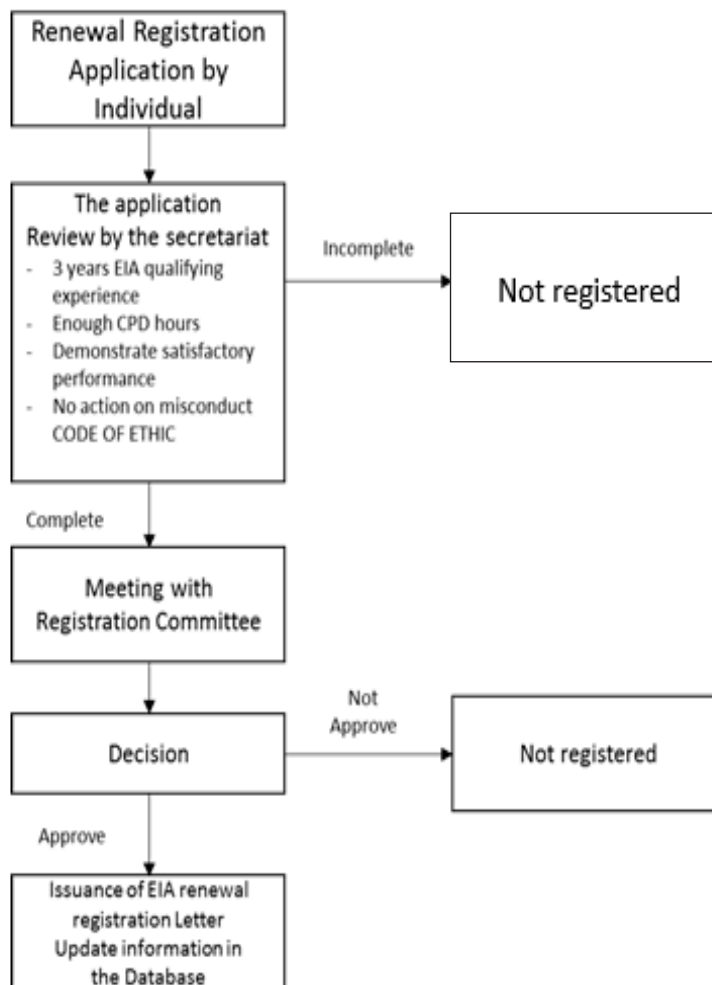 Renewal Registration
Application by
Individual
The application
Review by the secretariat
- 3 years EIA qualifying
experience
- Enough CPD hours
- Demonstrate satisfactory
performance
- No action on misconduct
CODE OF ETHIC
Incomplete
Not registered
Complete
Meeting with
Registration Committee
Decision
Not
Approve
Not registered
Approve
Issuance of EIA renewal
registration Letter
Update information in
the Database